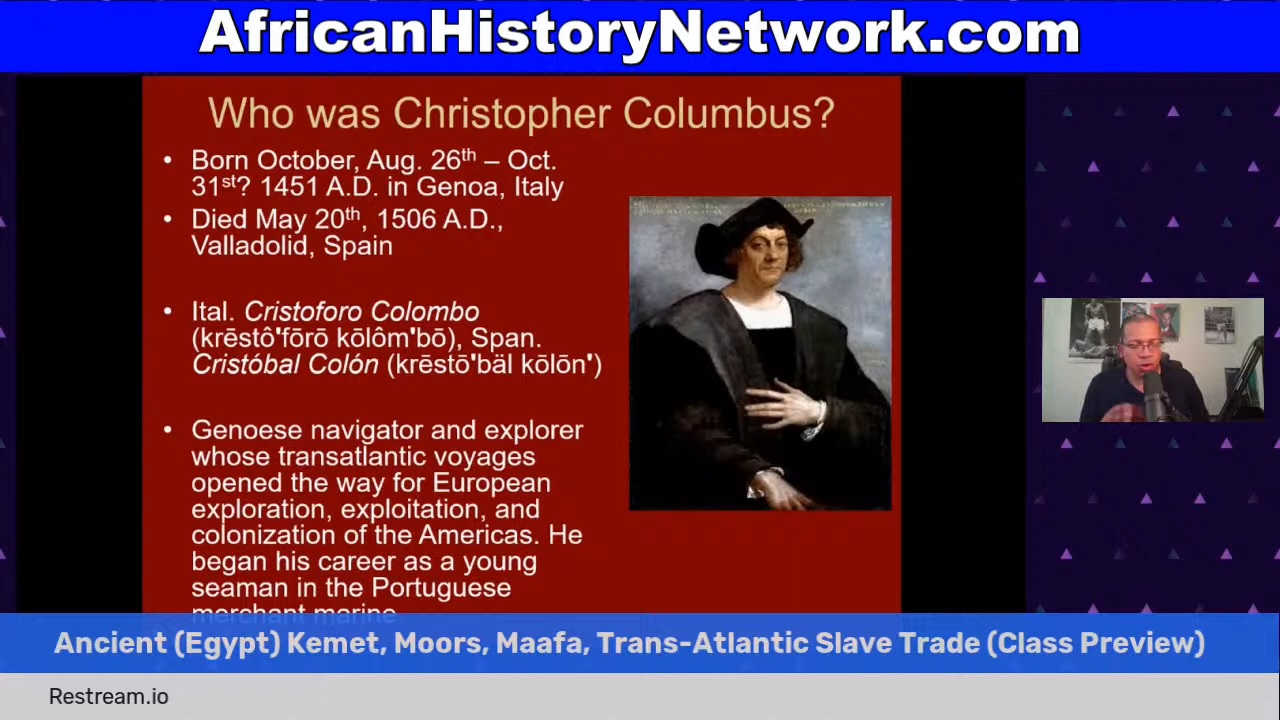 AfricanHistoryNetwork.com
Who was Christopher Columbus?
• Born October, Aug. 26th – Oct.
31st? 1451 A.D. in Genoa, Italy
• Died May 20th, 1506 A.D.,
Valladolid, Spain
• Ital. Cristoforo Colombo
(krēstô'fōrō kōlôm'bō), Span.
Cristóbal Colón (krēstō'bäl kōlōn')
• Genoese navigator and explorer
whose transatlantic voyages
opened the way for European
exploration, exploitation, and
colonization of the Americas. He
began his career as a young
seaman in the Portuguese
merchant marine.
Ancient (Egypt) Kemet, Moors, Maafa, Trans-Atlantic Slave Trade (Class Preview)
Restream.io